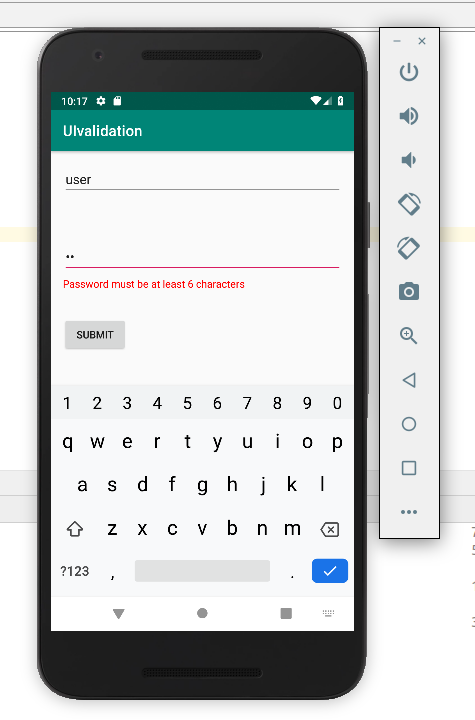 10:17
UIvalidation
user
••
Password must be at least 6 characters
SUBMIT
1 2 3 4 5 6 7 8 9 0
q w e r t y u i o p
a s d f g h j k l
z x c v b n m
?123 , .